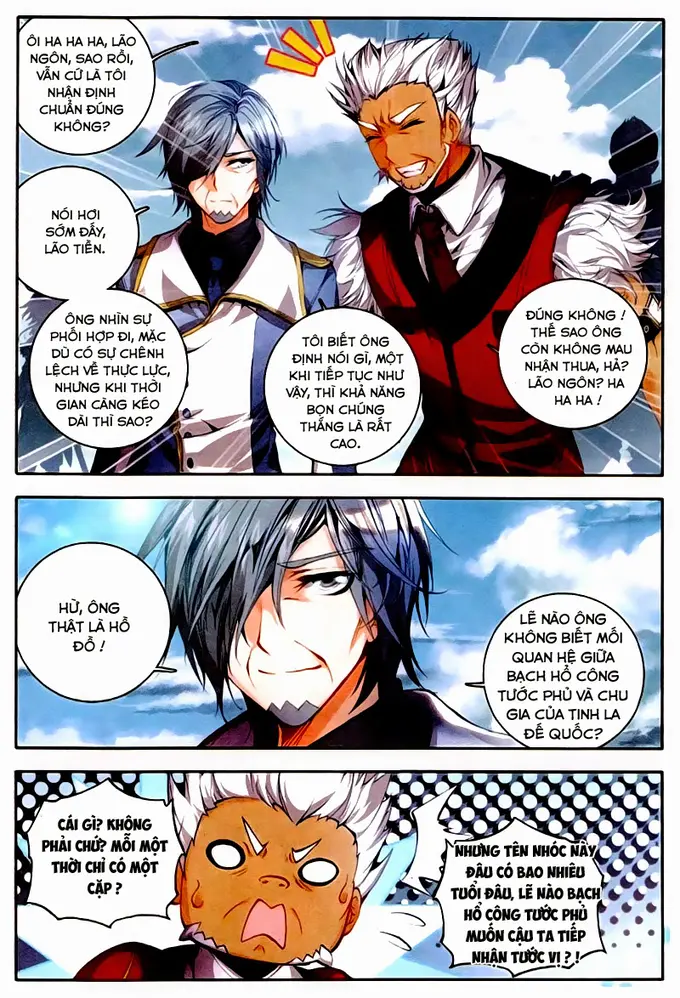 ÔI HA HA HA, LÃO
NGÔN, SAO RỒI,
VẪN CỨ LÀ TÔI
NHẬN ĐỊNH
CHUẨN ĐÚNG
KHÔNG?
NÓI HƠI
SỚM ĐẤY,
LÃO TIỀN.
ÔNG NHÌN SỰ
PHỐI HỢP ĐI, MẶC
DÙ CÓ SỰ CHÊNH
LỆCH VỀ THỰC LỰC,
NHƯNG KHI THỜI
GIAN CÀNG KÉO
DÀI THÌ SAO?
TÔI BIẾT ÔNG
ĐỊNH NÓI GÌ, MỘT
KHI TIẾP TỤC NHƯ
VẬY, THÌ KHẢ NĂNG
BỌN CHÚNG
THẮNG LÀ RẤT
CAO.
ĐÚNG KHÔNG !
THẾ SAO ÔNG
CÒN KHÔNG MAU
NHẬN THUA, HẢ?
LÃO NGÔN? HA
HA HA !
HỪ, ÔNG
THẬT LÀ HỒ
ĐỒ !
LẼ NÀO ÔNG
KHÔNG BIẾT MỐI
QUAN HỆ GIỮA
BẠCH HỔ CÔNG
TƯỚC PHỦ VÀ CHU
GIA CỦA TINH LA
ĐẾ QUỐC?
CÁI GÌ? KHÔNG
PHẢI CHỨ? MỖI MỘT
THỜI CHỈ CÓ MỘT
CẶP ?
NHƯNG TÊN NHÓC NÀY
ĐÂU CÓ BAO NHIÊU
TUỔI ĐÂU, LẼ NÀO BẠCH
HỔ CÔNG TƯỚC PHỦ
MUỐN CẬU TA TIẾP
NHẬN TƯỚC VỊ ? !